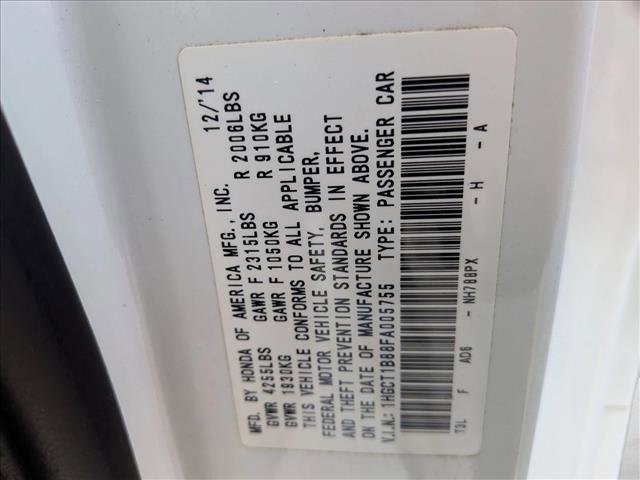 MFD. BY HONDA OF AMERICA MFG., INC. 12/'14
GVWR 4255LBS GAWR F 2315LBS R 2006LBS
GVWR 1930KG GAWR F 1050KG R 910KG
THIS VEHICLE CONFORMS TO ALL APPLICABLE
FEDERAL MOTOR VEHICLE SAFETY, BUMPER,
AND THEFT PREVENTION STANDARDS IN EFFECT
ON THE DATE OF MANUFACTURE SHOWN ABOVE.
V.I.N.: 1HGCT1B88FA005755 TYPE: PASSENGER CAR
T3L F AD6 - NH788PX - H - A